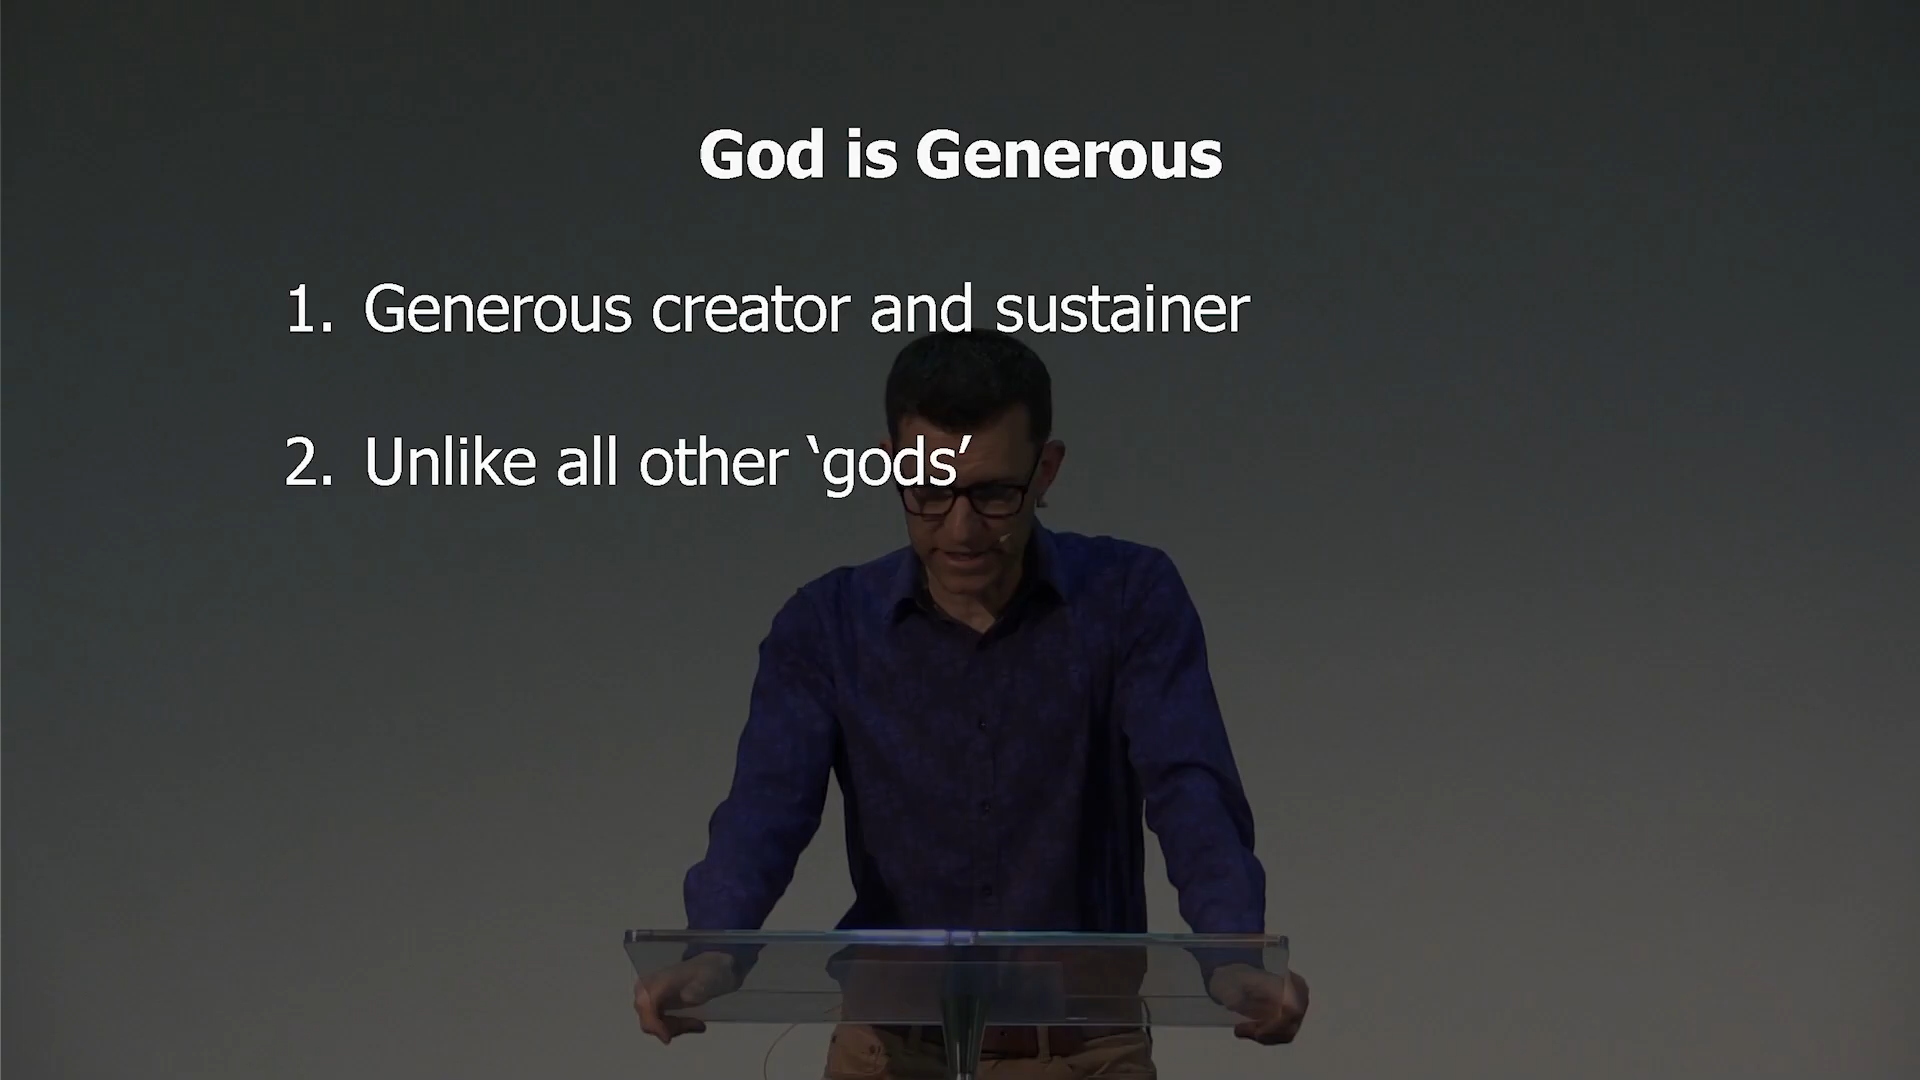 God is Generous
1. Generous creator and sustainer
2. Unlike all other ‘gods’